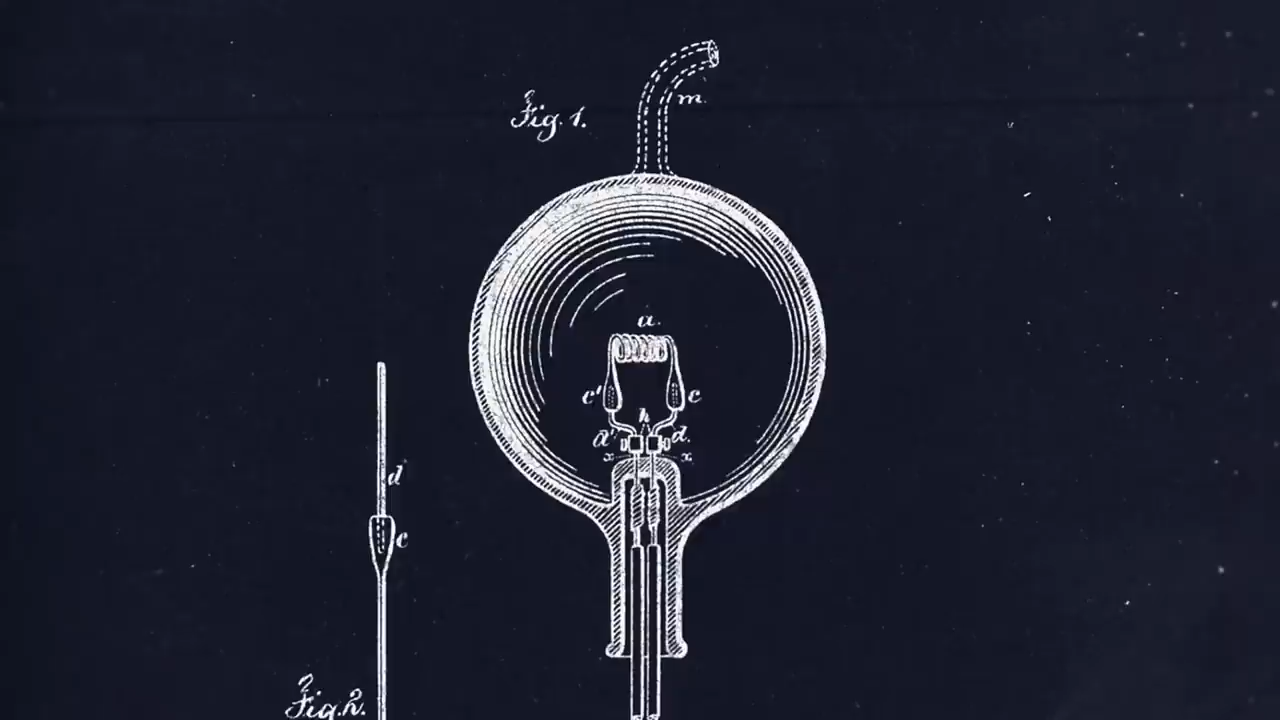 Fig. 1.
m.
a.
c' c
h
d' d.
x x
d
c
Fig. 2.